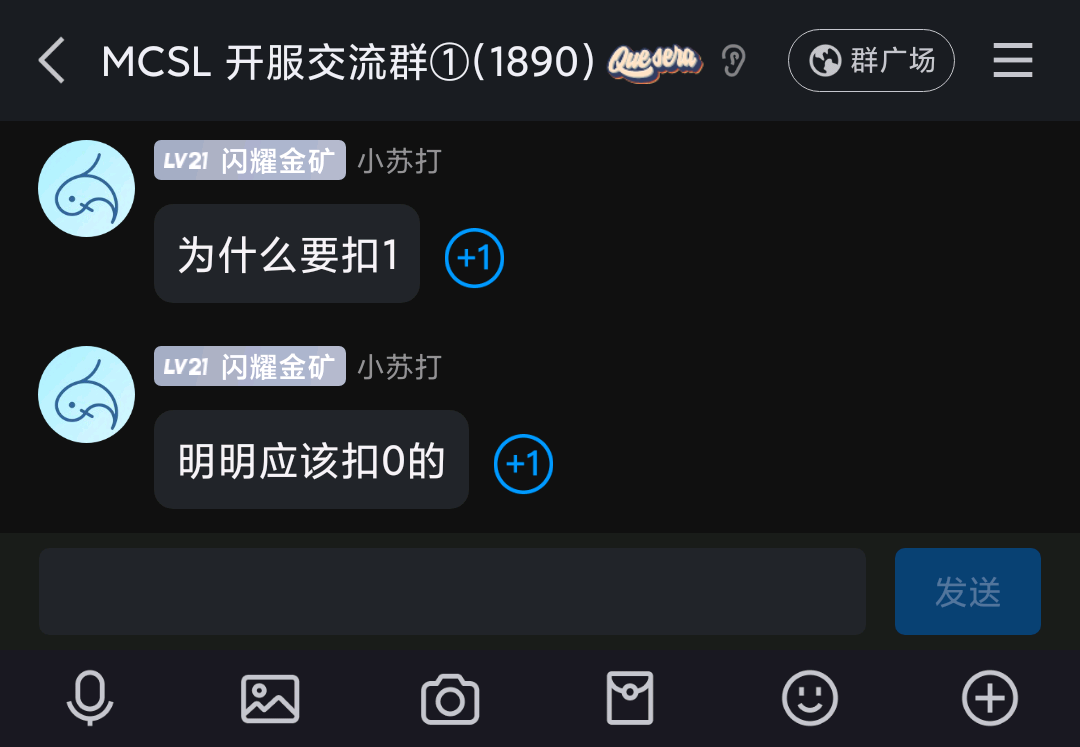 MCSL 开服交流群①(1890) Que sera 群广场
LV21 闪耀金矿 小苏打
为什么要扣1 +1
LV21 闪耀金矿 小苏打
明明应该扣0的 +1
发送